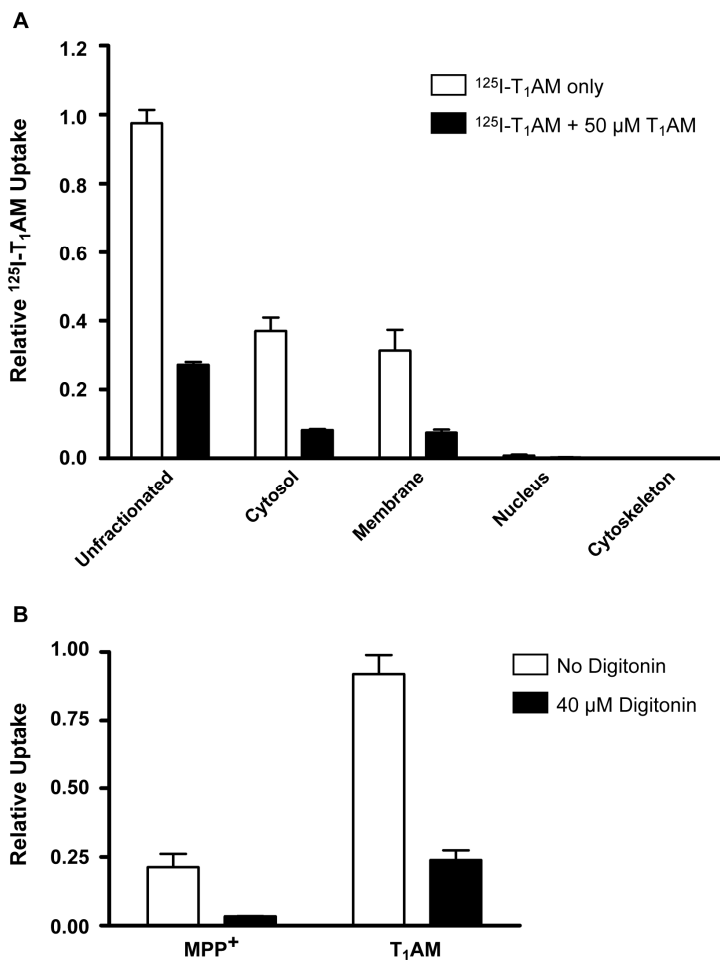 A
Relative ¹²⁵I-T₁AM Uptake
1.2
1.0
0.8
0.6
0.4
0.2
0.0
¹²⁵I-T₁AM only
¹²⁵I-T₁AM + 50 µM T₁AM
Unfractionated
Cytosol
Membrane
Nucleus
Cytoskeleton
B
Relative Uptake
1.00
0.75
0.50
0.25
0.00
No Digitonin
40 µM Digitonin
MPP⁺
T₁AM